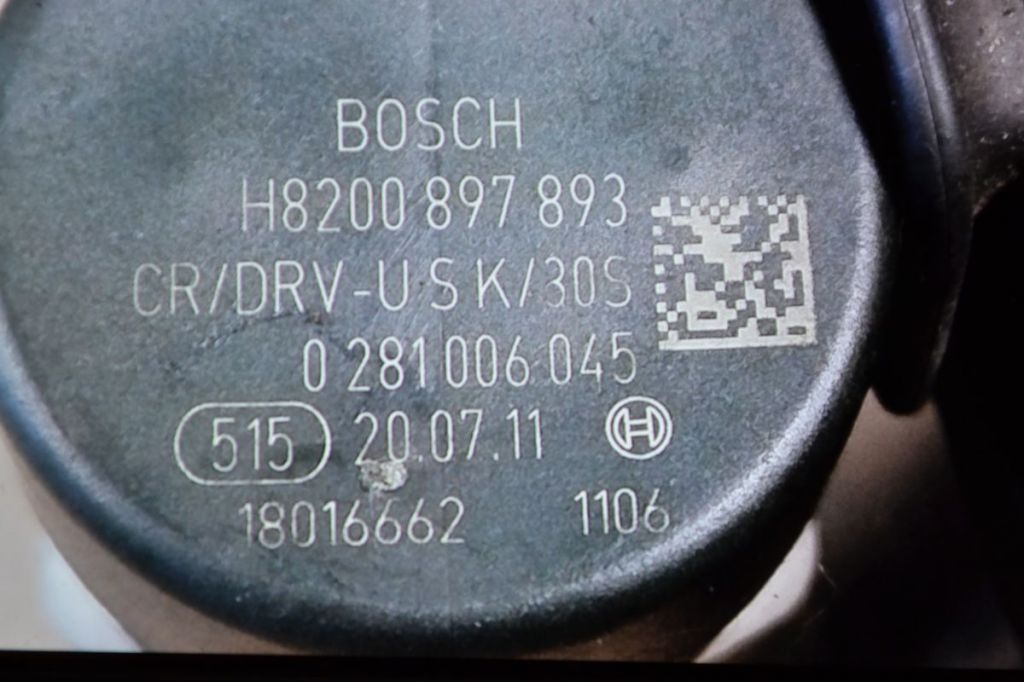 BOSCH
H8200 897 893
CR/DRV-U S K/30S
0 281 006 045
515 20.07.11 H
18016662 1106